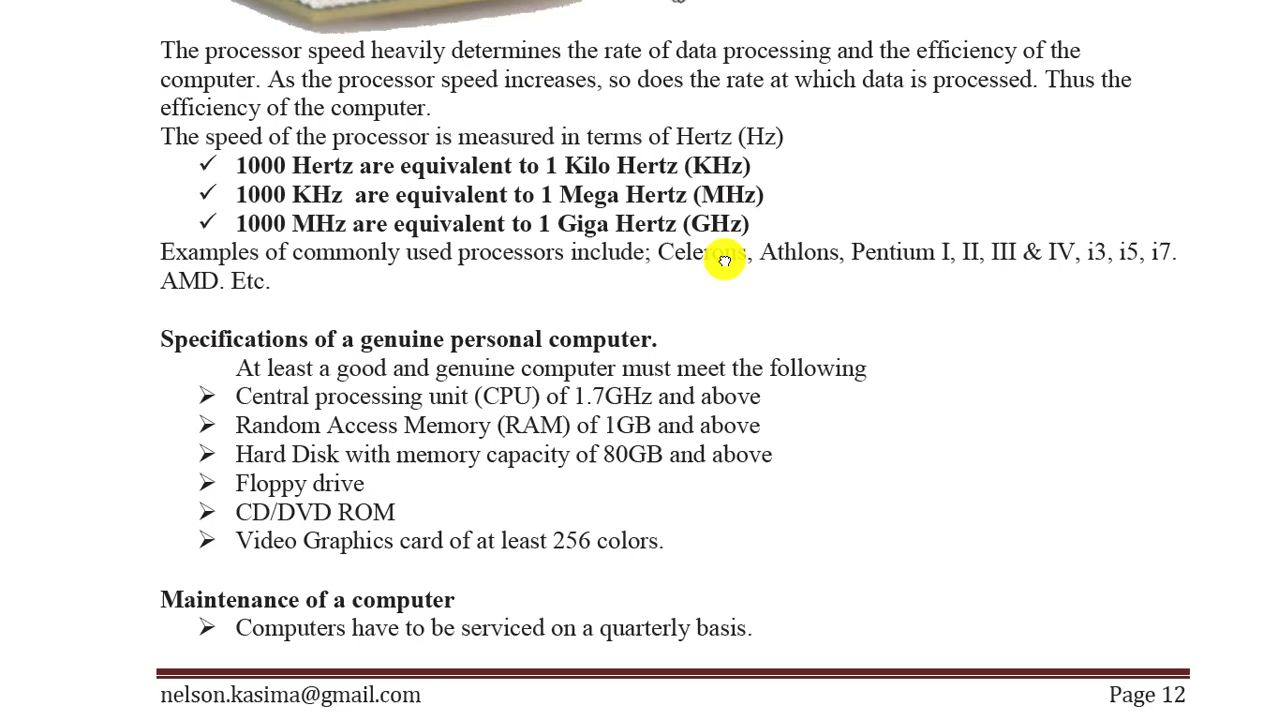 The processor speed heavily determines the rate of data processing and the efficiency of the
computer. As the processor speed increases, so does the rate at which data is processed. Thus the
efficiency of the computer.
The speed of the processor is measured in terms of Hertz (Hz)
✓ 1000 Hertz are equivalent to 1 Kilo Hertz (KHz)
✓ 1000 KHz  are equivalent to 1 Mega Hertz (MHz)
✓ 1000 MHz are equivalent to 1 Giga Hertz (GHz)
Examples of commonly used processors include; Celerons, Athlons, Pentium I, II, III & IV, i3, i5, i7.
AMD. Etc.
Specifications of a genuine personal computer.
At least a good and genuine computer must meet the following
➢ Central processing unit (CPU) of 1.7GHz and above
➢ Random Access Memory (RAM) of 1GB and above
➢ Hard Disk with memory capacity of 80GB and above
➢ Floppy drive
➢ CD/DVD ROM
➢ Video Graphics card of at least 256 colors.
Maintenance of a computer
➢ Computers have to be serviced on a quarterly basis.
nelson.kasima@gmail.com Page 12